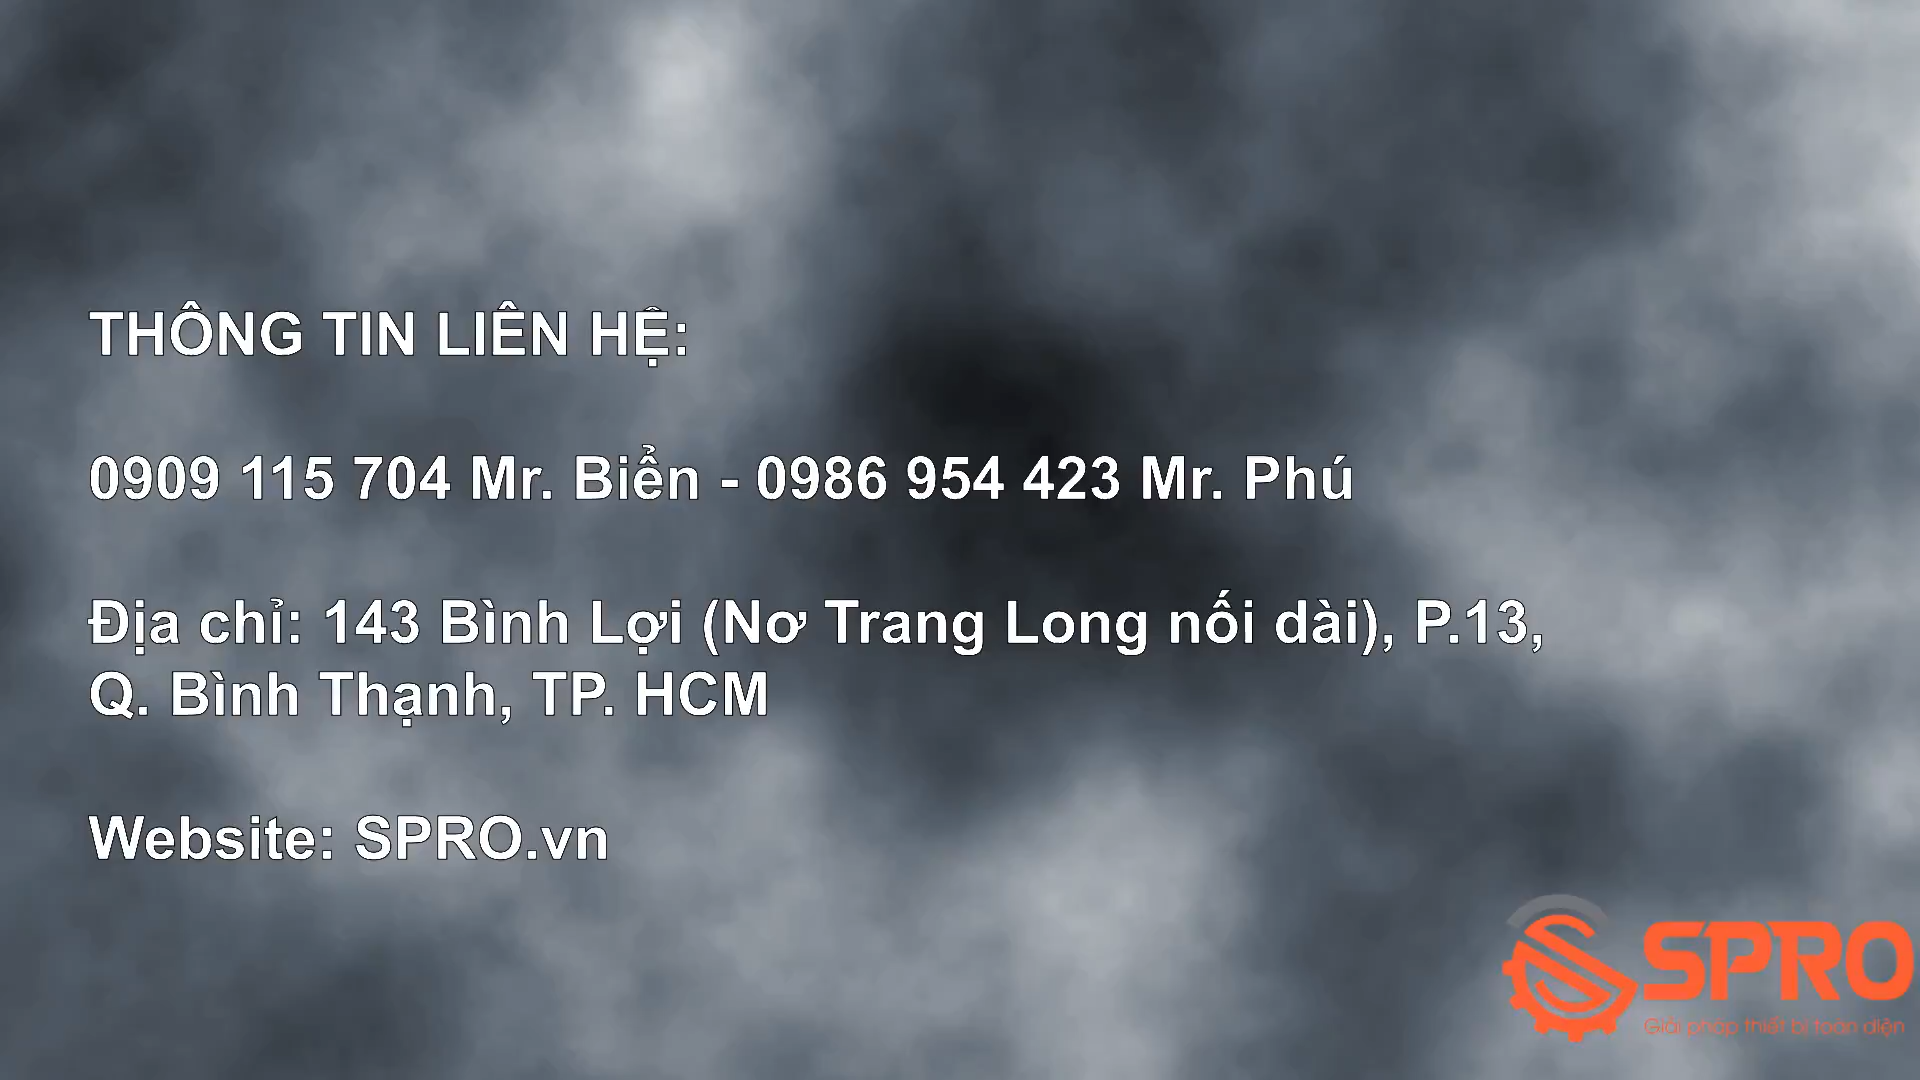 THÔNG TIN LIÊN HỆ:
0909 115 704 Mr. Biển - 0986 954 423 Mr. Phú
Địa chỉ: 143 Bình Lợi (Nơ Trang Long nối dài), P.13,
Q. Bình Thạnh, TP. HCM
Website: SPRO.vn
SPRO
Giải pháp thiết bị toàn diện